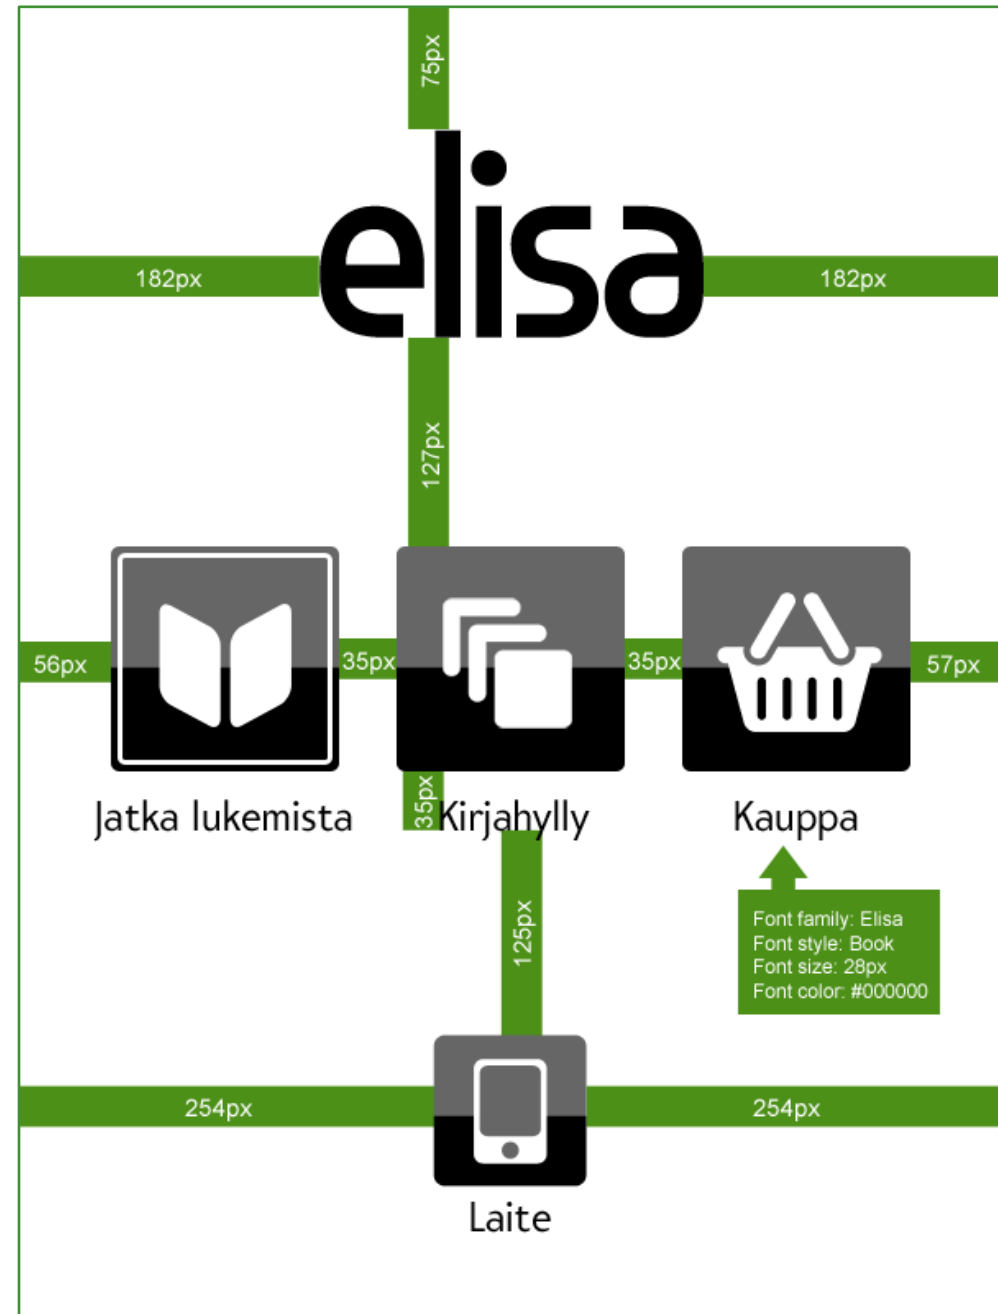 75px
elisa
182px
182px
127px
56px
35px
35px
57px
35px
Jatka lukemista
Kirjahylly
Kauppa
Font family: Elisa
Font style: Book
Font size: 28px
Font color: #000000
125px
254px
254px
Laite